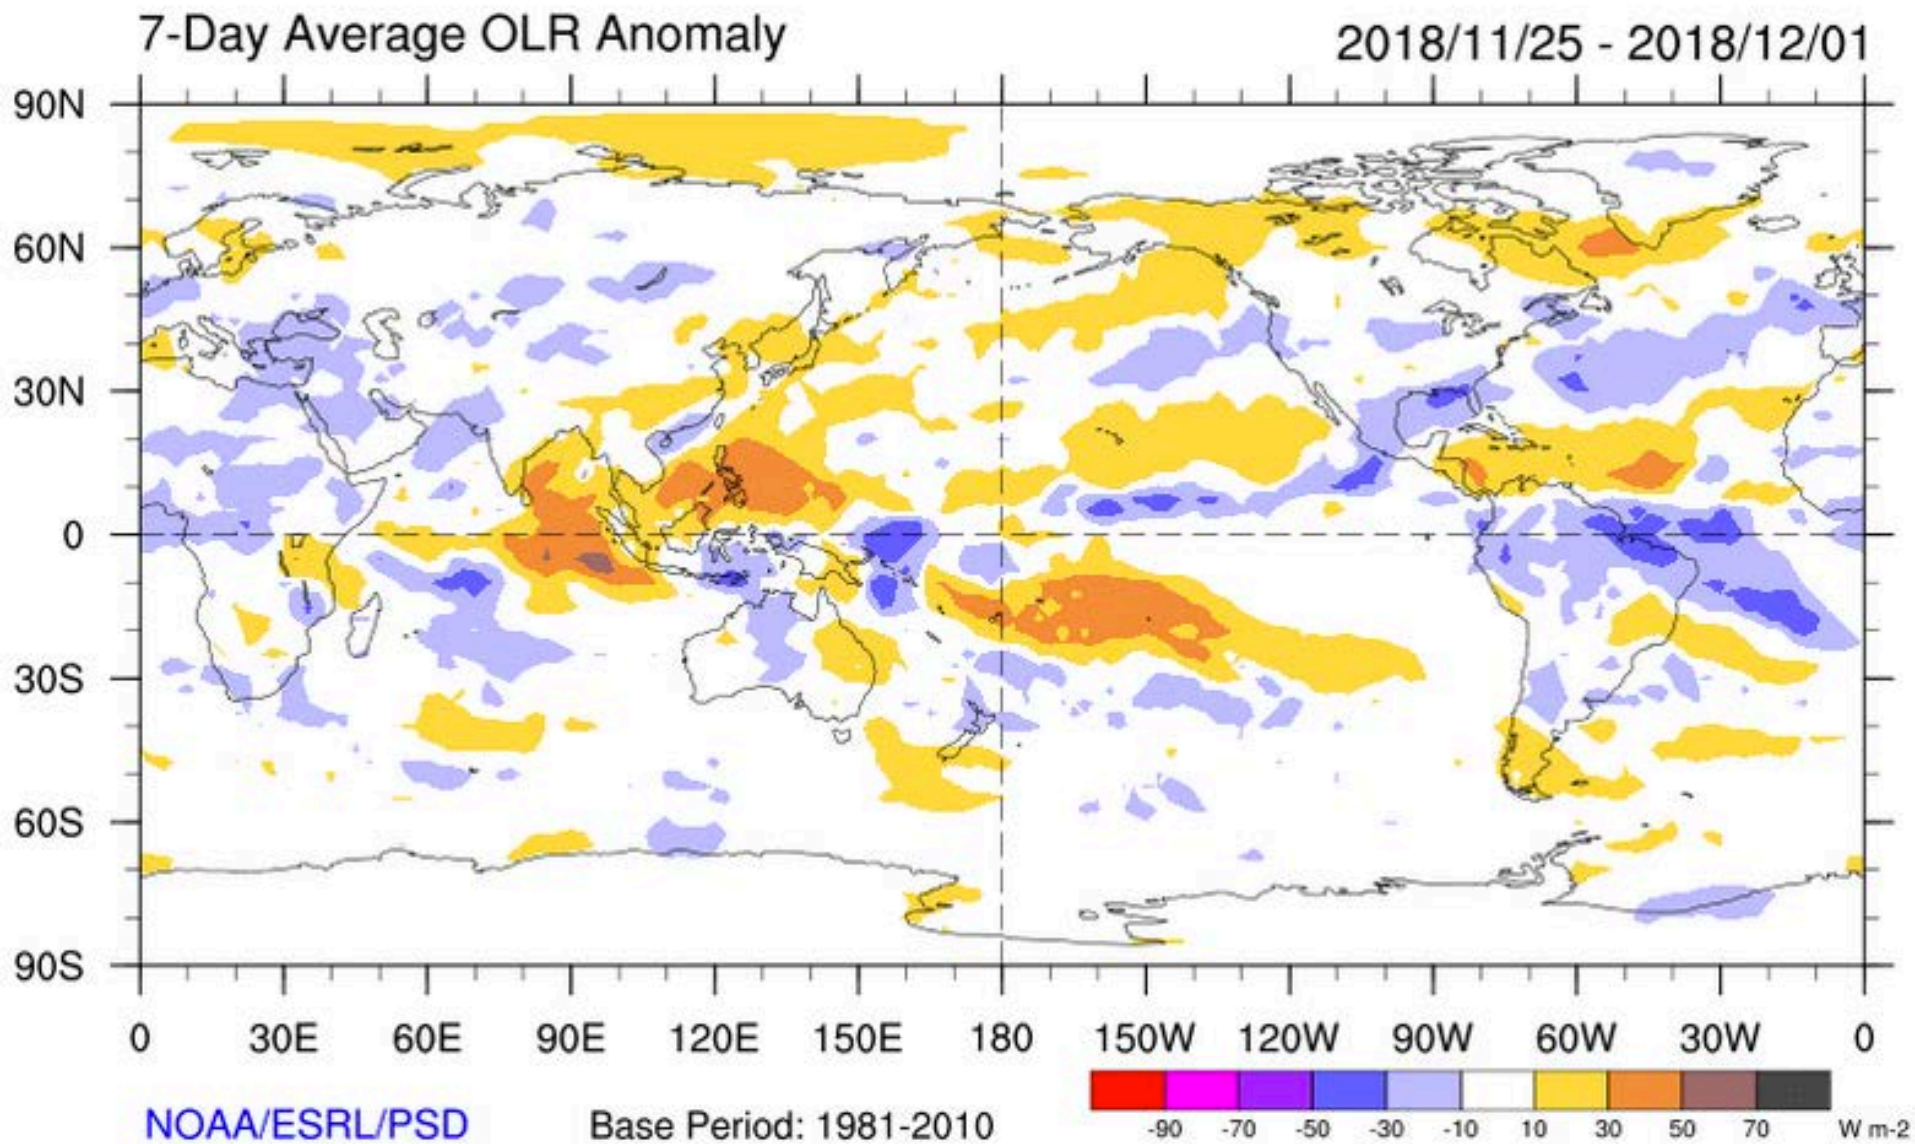 7-Day Average OLR Anomaly 2018/11/25 - 2018/12/01
90N
60N
30N
0
30S
60S
90S
0 30E 60E 90E 120E 150E 180 150W 120W 90W 60W 30W 0
-90 -70 -50 -30 -10 10 30 50 70 W m-2
NOAA/ESRL/PSD Base Period: 1981-2010